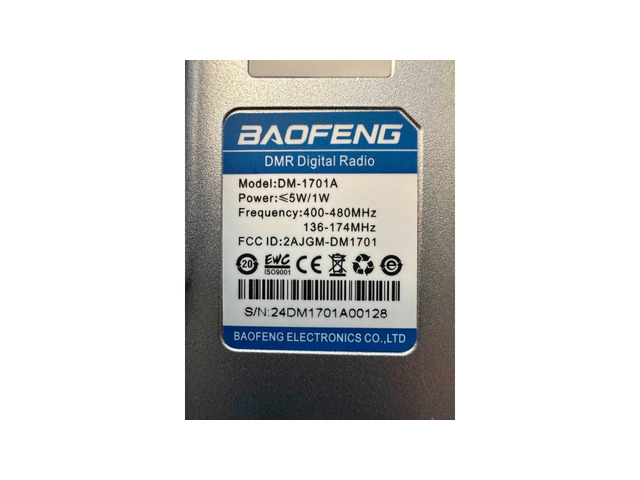 BAOFENG
DMR Digital Radio
Model:DM-1701A
Power:≤5W/1W
Frequency:400-480MHz
136-174MHz
FCC ID:2AJGM-DM1701
20 EWC ISO9001 CE
S/N:24DM1701A00128
BAOFENG ELECTRONICS CO.,LTD